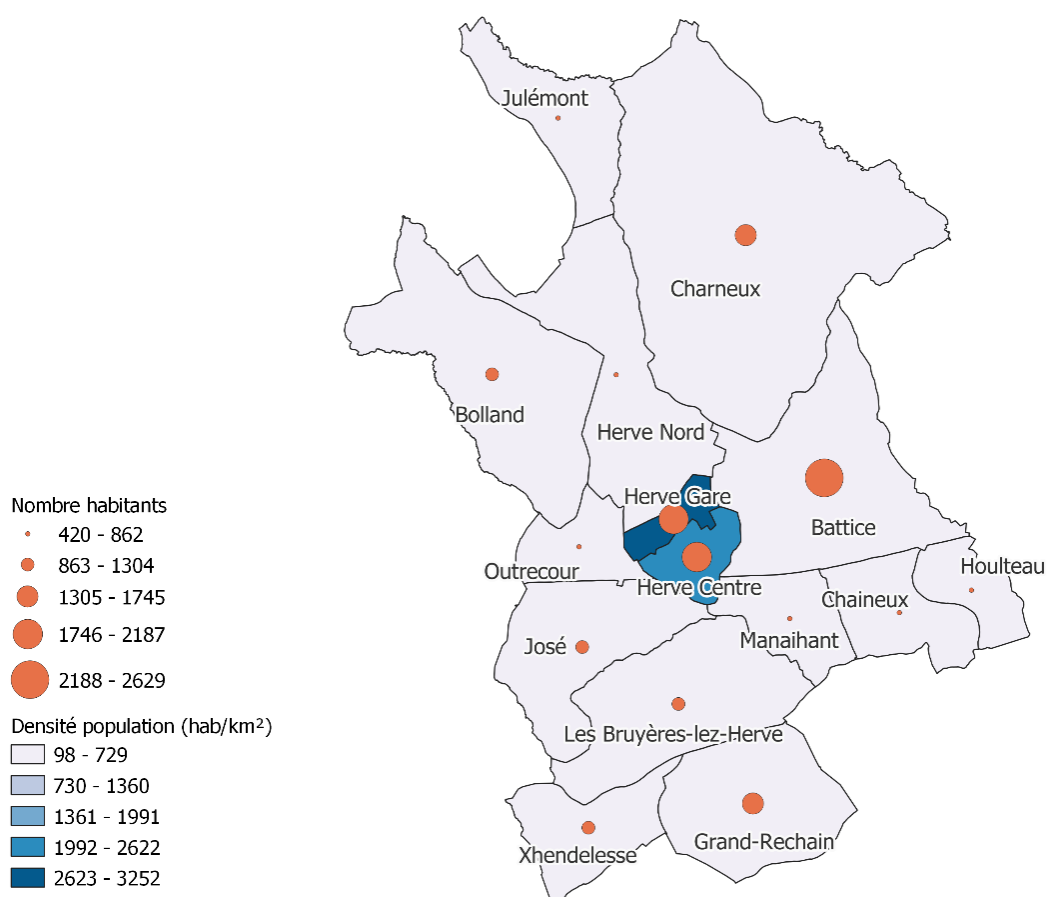 Julémont
Charneux
Bolland
Herve Nord
Herve Gare
Battice
Outrecour
Herve Centre
Houlteau
Chaineux
Manaihant
José
Les Bruyères-lez-Herve
Grand-Rechain
Xhendelesse
Nombre habitants
420 - 862
863 - 1304
1305 - 1745
1746 - 2187
2188 - 2629
Densité population (hab/km²)
98 - 729
730 - 1360
1361 - 1991
1992 - 2622
2623 - 3252